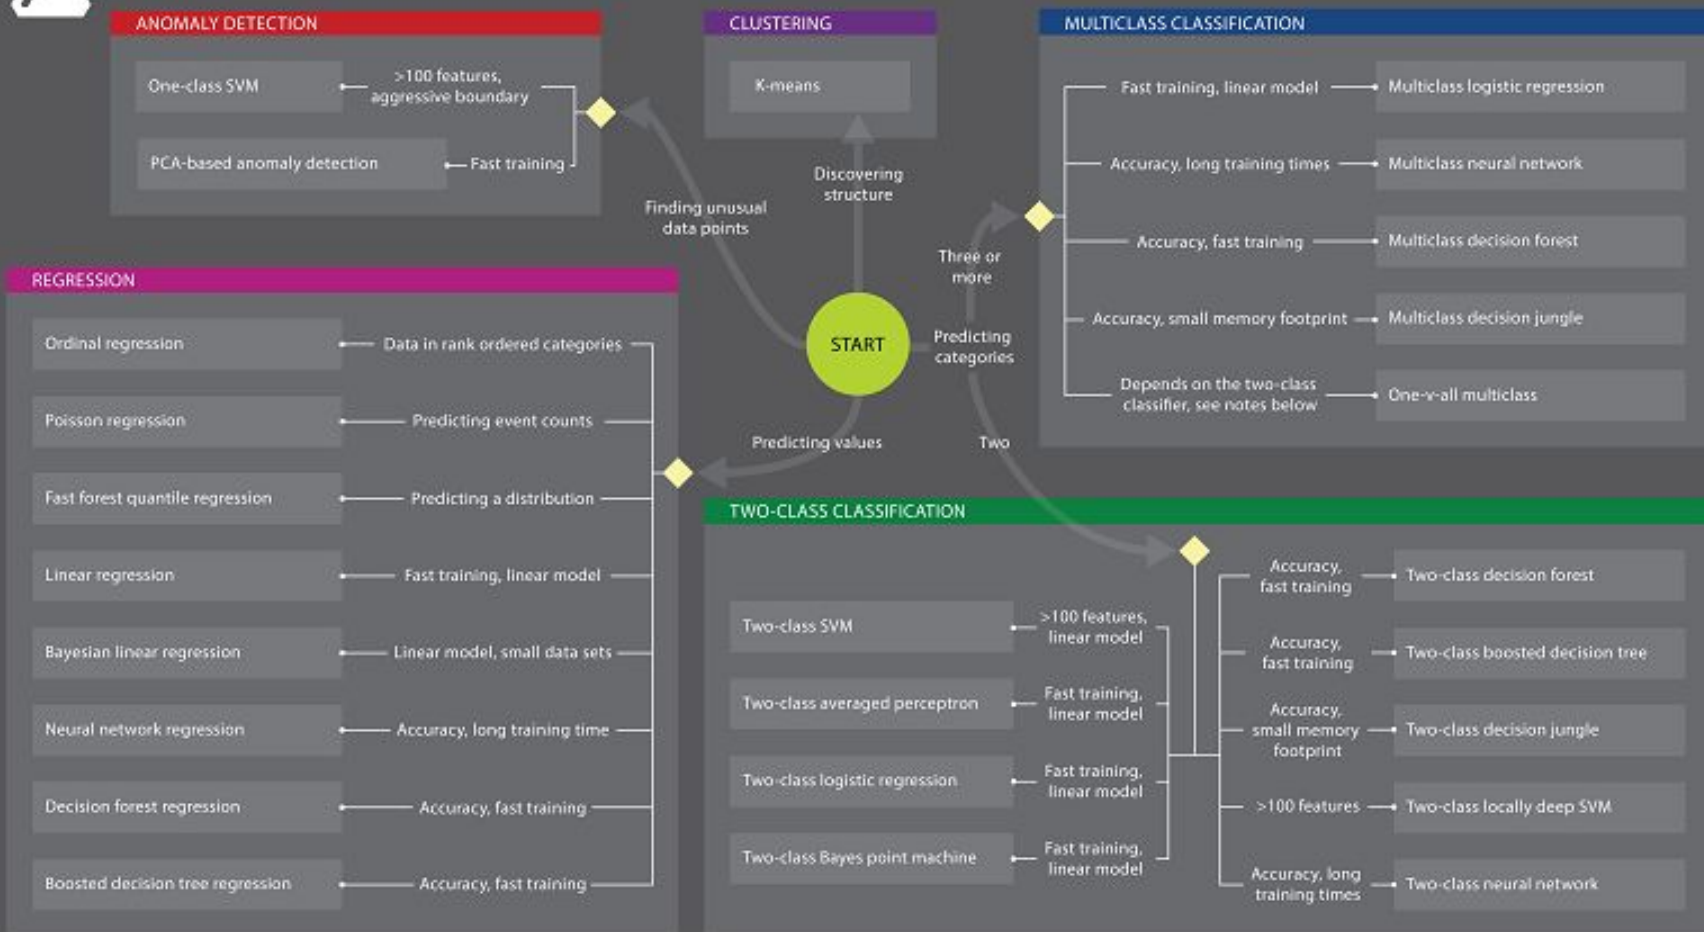 ANOMALY DETECTION
One-class SVM
>100 features,
aggressive boundary
PCA-based anomaly detection
Fast training
CLUSTERING
K-means
MULTICLASS CLASSIFICATION
Fast training, linear model
Multiclass logistic regression
Accuracy, long training times
Multiclass neural network
Accuracy, fast training
Multiclass decision forest
Accuracy, small memory footprint
Multiclass decision jungle
Depends on the two-class
classifier, see notes below
One-v-all multiclass
Finding unusual
data points
Discovering
structure
Three or
more
START
Predicting
categories
Predicting values
Two
REGRESSION
Ordinal regression
Data in rank ordered categories
Poisson regression
Predicting event counts
Fast forest quantile regression
Predicting a distribution
Linear regression
Fast training, linear model
Bayesian linear regression
Linear model, small data sets
Neural network regression
Accuracy, long training time
Decision forest regression
Accuracy, fast training
Boosted decision tree regression
Accuracy, fast training
TWO-CLASS CLASSIFICATION
Two-class SVM
>100 features,
linear model
Two-class averaged perceptron
Fast training,
linear model
Two-class logistic regression
Fast training,
linear model
Two-class Bayes point machine
Fast training,
linear model
Accuracy,
fast training
Two-class decision forest
Accuracy,
fast training
Two-class boosted decision tree
Accuracy,
small memory
footprint
Two-class decision jungle
>100 features
Two-class locally deep SVM
Accuracy, long
training times
Two-class neural network